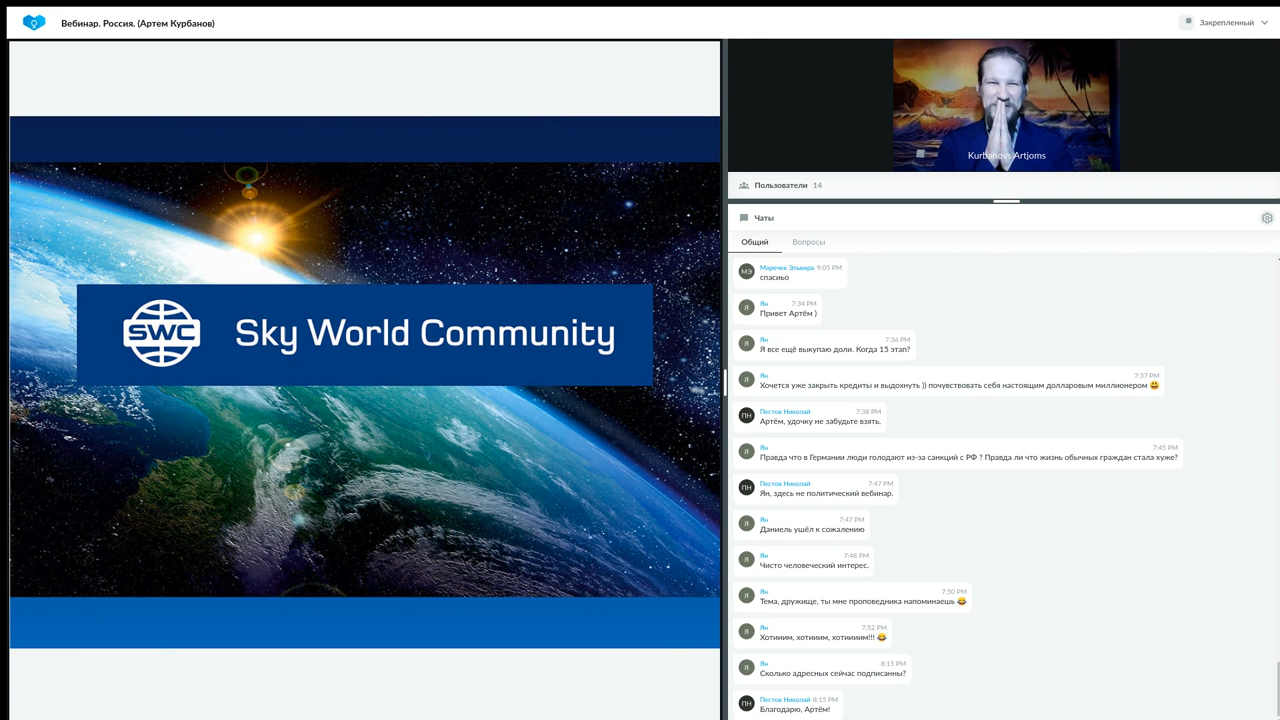 Вебинар. Россия. (Артем Курбанов)
Закрепленный
SWC
Sky World Community
Kurbanovs Artjoms
Пользователи 14
Чаты
Общий Вопросы
МЭ
Маречек Эльвира 9:05 PM
спасиьо
Я
Ян 7:34 PM
Привет Артём )
Я
Ян 7:36 PM
Я все ещё выкупаю доли. Когда 15 этап?
Я
Ян 7:37 PM
Хочется уже закрыть кредиты и выдохнуть )) почувствовать себя настоящим долларовым миллионером 😃
ПН
Пестов Николай 7:38 PM
Артём, удочку не забудьте взять.
Я
Ян 7:45 PM
Правда что в Германии люди голодают из-за санкций с РФ ? Правда ли что жизнь обычных граждан стала хуже?
ПН
Пестов Николай 7:47 PM
Ян, здесь не политический вебинар.
Я
Ян 7:47 PM
Даниель ушёл к сожалению
Я
Ян 7:48 PM
Чисто человеческий интерес.
Я
Ян 7:50 PM
Тема, дружище, ты мне проповедника напоминаешь 😂
Я
Ян 7:52 PM
Хотииим, хотииим, хотиииим!!! 😂
Я
Ян 8:15 PM
Сколько адресных сейчас подписанны?
ПН
Пестов Николай 8:15 PM
Благодарю, Артём!